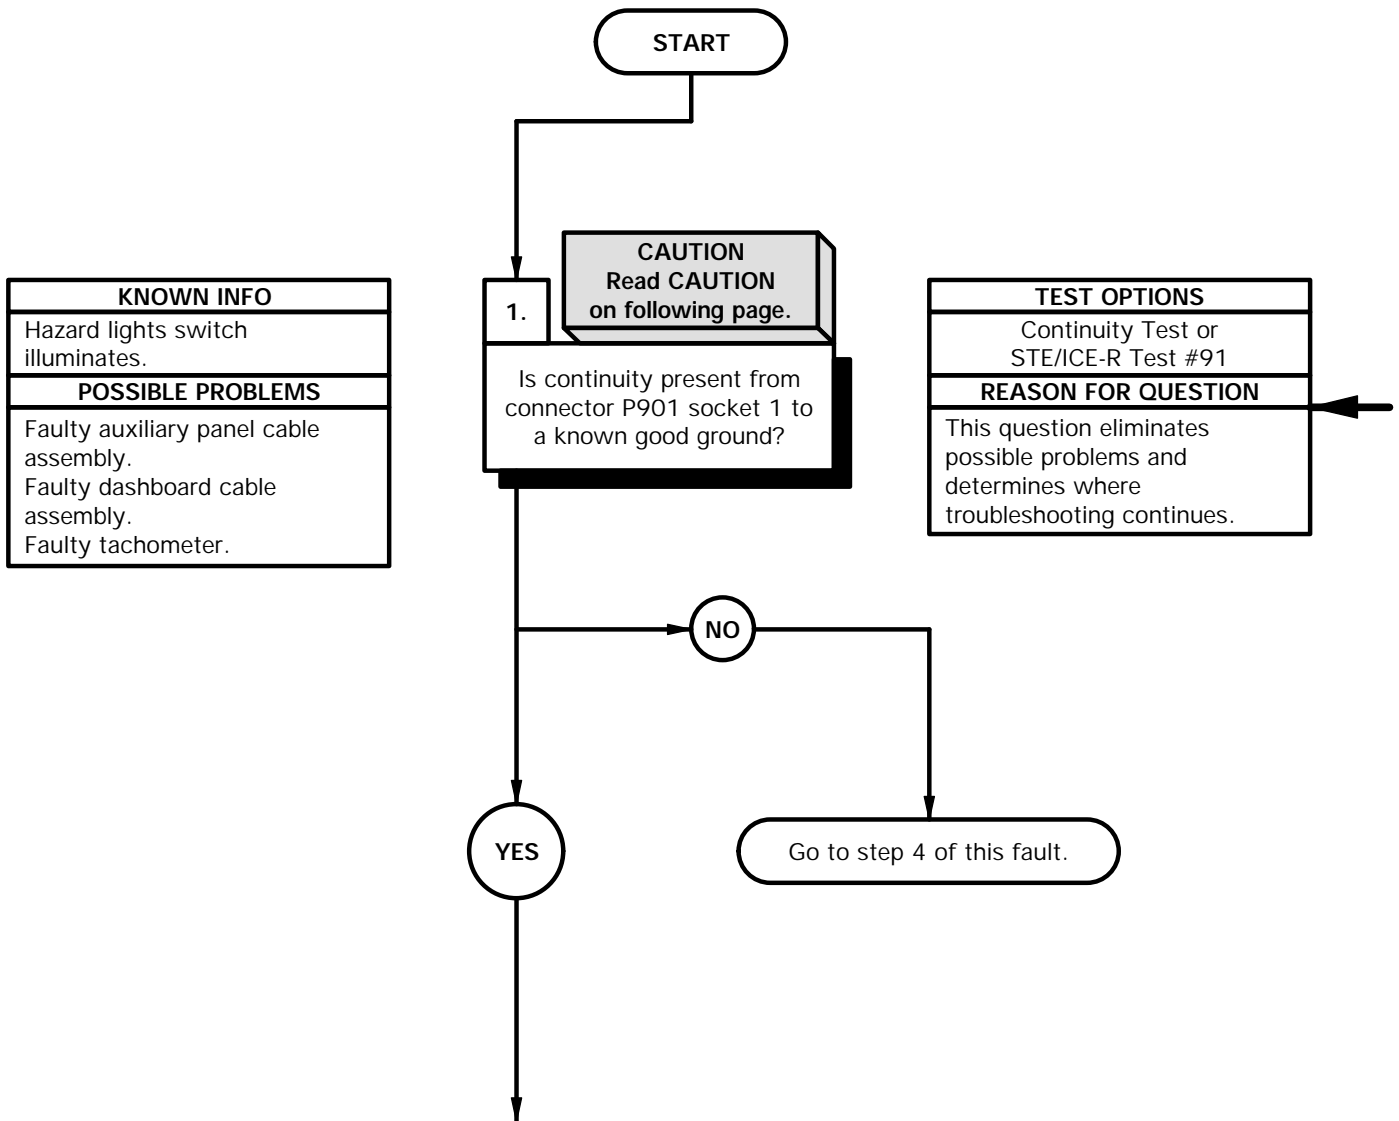 START
KNOWN INFO
Hazard lights switch
illuminates.
POSSIBLE PROBLEMS
Faulty auxiliary panel cable
assembly.
Faulty dashboard cable
assembly.
Faulty tachometer.
CAUTION
Read CAUTION
on following page.
1.
Is continuity present from
connector P901 socket 1 to
a known good ground?
TEST OPTIONS
Continuity Test or
STE/ICE-R Test #91
REASON FOR QUESTION
This question eliminates
possible problems and
determines where
troubleshooting continues.
NO
YES
Go to step 4 of this fault.